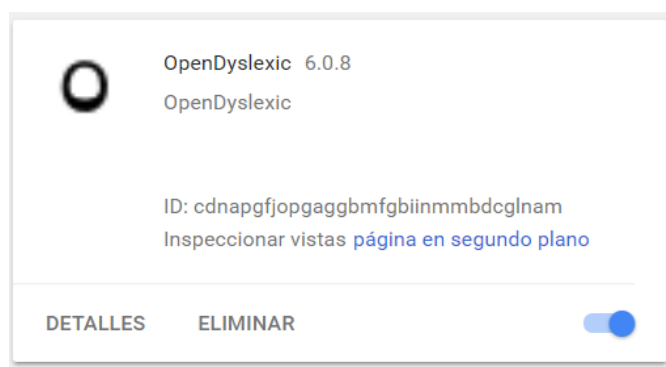 OpenDyslexic 6.0.8
OpenDyslexic
ID: cdnapgfjopgaggbmfgbiinmmbdcglnam
Inspeccionar vistas página en segundo plano
DETALLES ELIMINAR